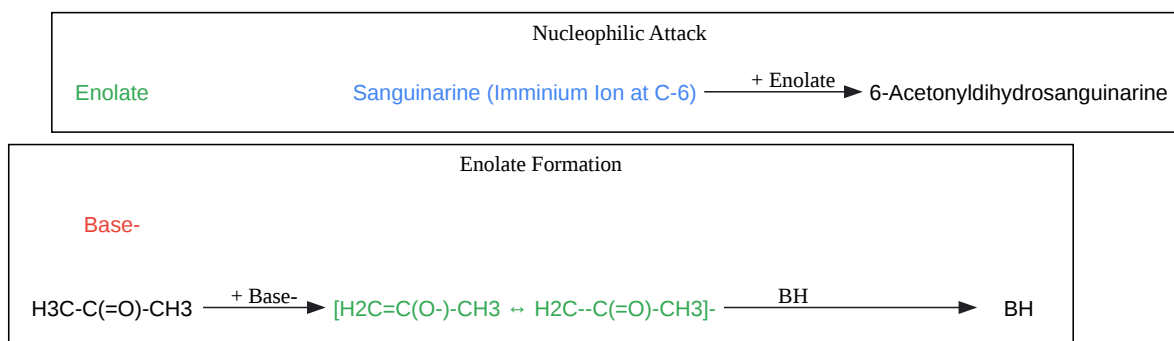 Nucleophilic Attack
Enolate
Sanguinarine (Imminium Ion at C-6)
+ Enolate
6-Acetonyldihydrosanguinarine
Enolate Formation
Base-
H3C-C(=O)-CH3
+ Base-
[H2C=C(O-)-CH3 ↔ H2C--C(=O)-CH3]-
BH
BH